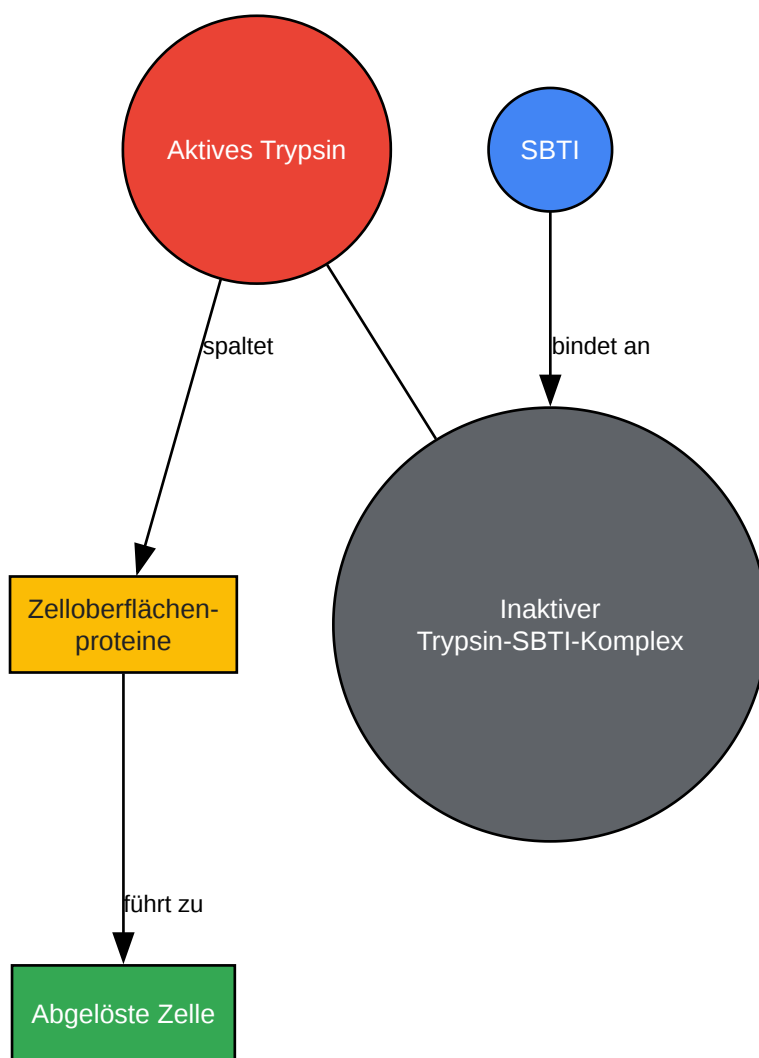 Aktives Trypsin
SBTI
spaltet
bindet an
Zelloberflächen-
proteine
Inaktiver
Trypsin-SBTI-Komplex
führt zu
Abgelöste Zelle